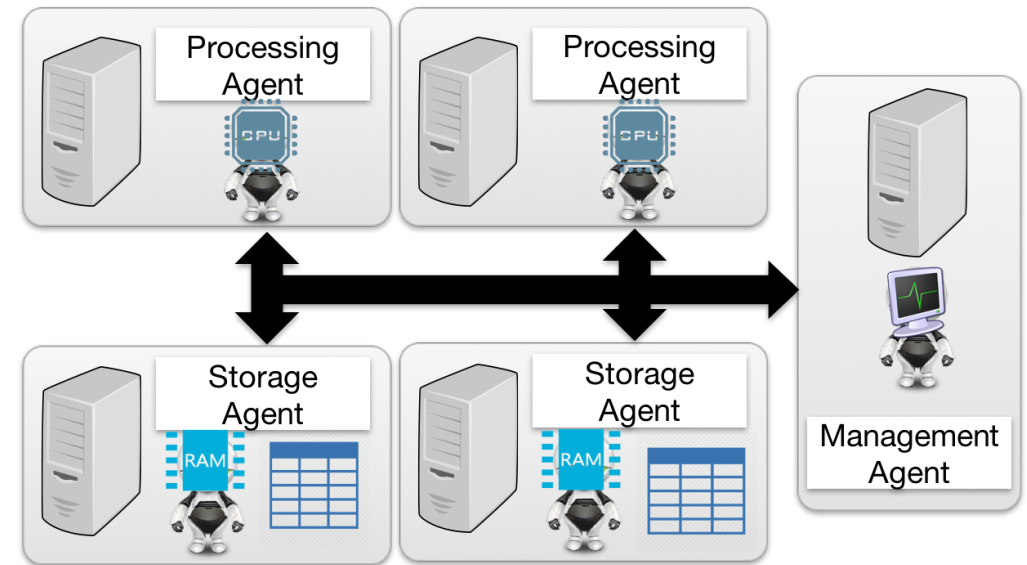 Processing
Agent
CPU
Processing
Agent
CPU
Storage
Agent
RAM
Storage
Agent
RAM
Management
Agent